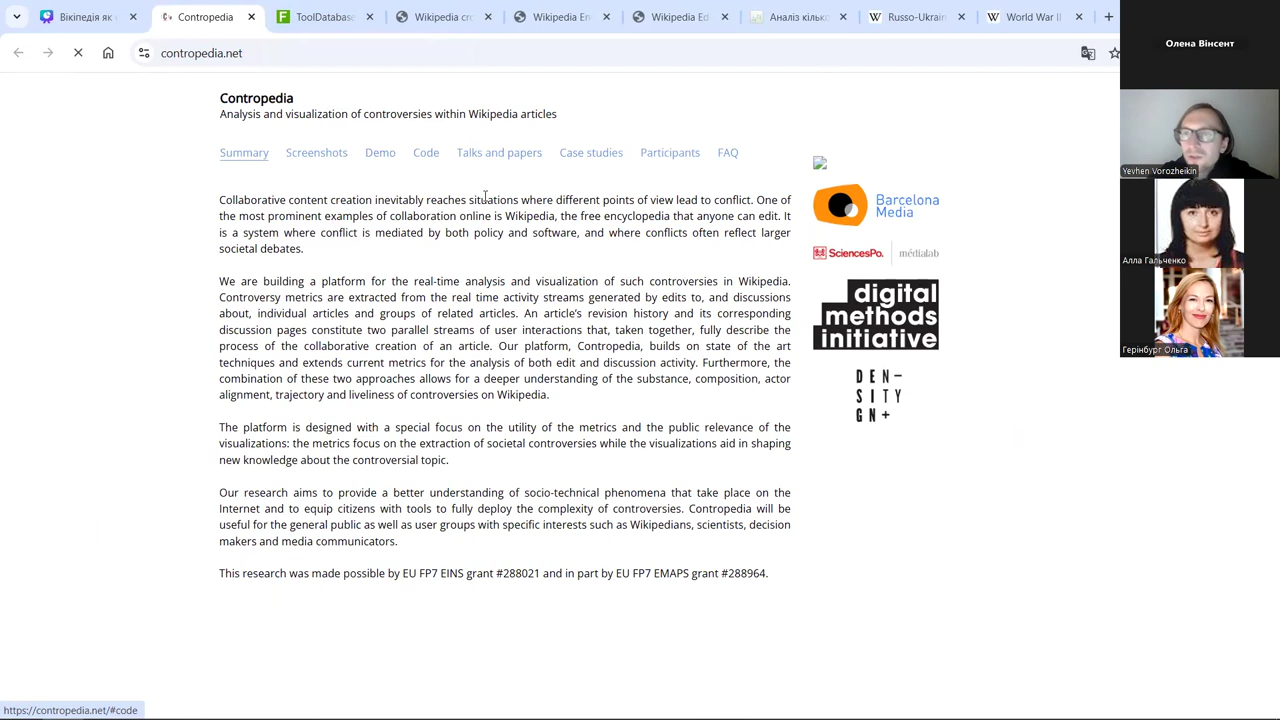 Вікіпедія як
Contropedia
ToolDatabase
Wikipedia cro
Wikipedia En
Wikipedia Ed
Аналіз кілько
Russo-Ukrain
World War II
contropedia.net
Contropedia
Analysis and visualization of controversies within Wikipedia articles
Summary Screenshots Demo Code Talks and papers Case studies Participants FAQ
Collaborative content creation inevitably reaches situations where different points of view lead to conflict. One of
the most prominent examples of collaboration online is Wikipedia, the free encyclopedia that anyone can edit. It
is a system where conflict is mediated by both policy and software, and where conflicts often reflect larger
societal debates.
We are building a platform for the real-time analysis and visualization of such controversies in Wikipedia.
Controversy metrics are extracted from the real time activity streams generated by edits to, and discussions
about, individual articles and groups of related articles. An article's revision history and its corresponding
discussion pages constitute two parallel streams of user interactions that, taken together, fully describe the
process of the collaborative creation of an article. Our platform, Contropedia, builds on state of the art
techniques and extends current metrics for the analysis of both edit and discussion activity. Furthermore, the
combination of these two approaches allows for a deeper understanding of the substance, composition, actor
alignment, trajectory and liveliness of controversies on Wikipedia.
The platform is designed with a special focus on the utility of the metrics and the public relevance of the
visualizations: the metrics focus on the extraction of societal controversies while the visualizations aid in shaping
new knowledge about the controversial topic.
Our research aims to provide a better understanding of socio-technical phenomena that take place on the
Internet and to equip citizens with tools to fully deploy the complexity of controversies. Contropedia will be
useful for the general public as well as user groups with specific interests such as Wikipedians, scientists, decision
makers and media communicators.
This research was made possible by EU FP7 EINS grant #288021 and in part by EU FP7 EMAPS grant #288964.
Barcelona
Media
SciencesPo. médialab
digital
methods
initiative
DEN–
SITY
GN+
https://contropedia.net/#code
Олена Вінсент
Yevhen Vorozheikin
Алла Гальченко
Герінбург Ольга